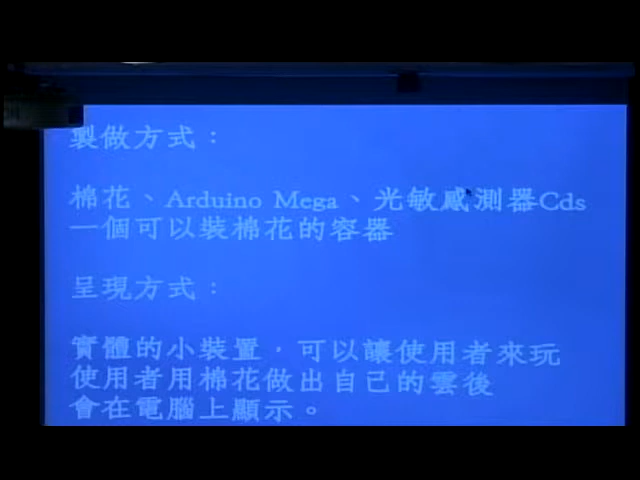 製做方式：
棉花、Arduino Mega、光敏感測器Cds
一個可以裝棉花的容器
呈現方式：
實體的小裝置，可以讓使用者來玩
使用者用棉花做出自己的雲後
會在電腦上顯示。